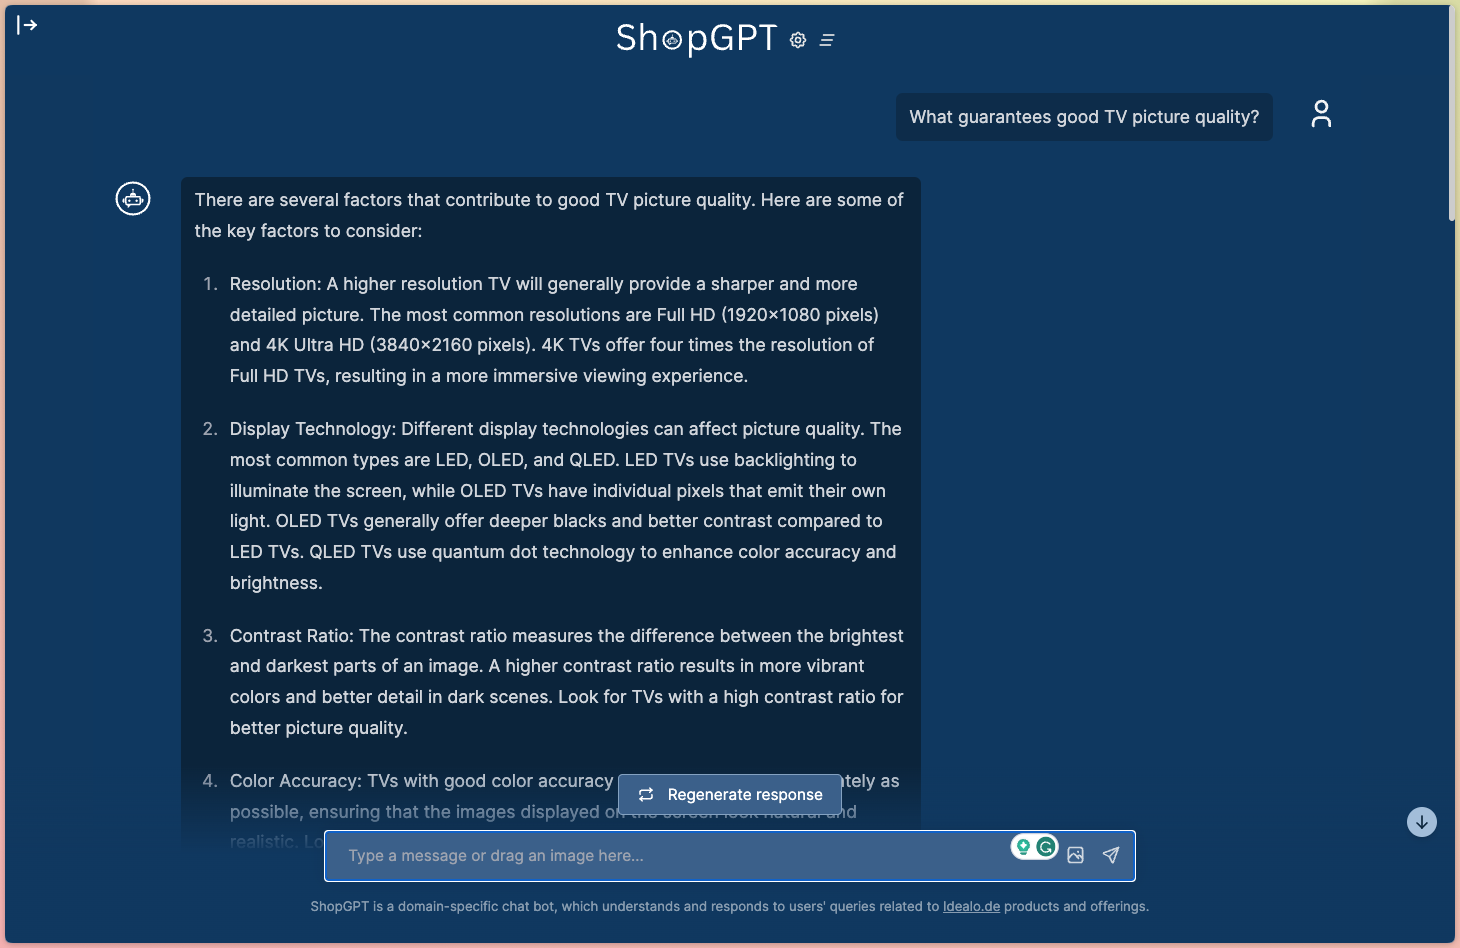 ShopGPT
What guarantees good TV picture quality?
There are several factors that contribute to good TV picture quality. Here are some of
the key factors to consider:
1. Resolution: A higher resolution TV will generally provide a sharper and more
detailed picture. The most common resolutions are Full HD (1920×1080 pixels)
and 4K Ultra HD (3840×2160 pixels). 4K TVs offer four times the resolution of
Full HD TVs, resulting in a more immersive viewing experience.
2. Display Technology: Different display technologies can affect picture quality. The
most common types are LED, OLED, and QLED. LED TVs use backlighting to
illuminate the screen, while OLED TVs have individual pixels that emit their own
light. OLED TVs generally offer deeper blacks and better contrast compared to
LED TVs. QLED TVs use quantum dot technology to enhance color accuracy and
brightness.
3. Contrast Ratio: The contrast ratio measures the difference between the brightest
and darkest parts of an image. A higher contrast ratio results in more vibrant
colors and better detail in dark scenes. Look for TVs with a high contrast ratio for
better picture quality.
4. Color Accuracy: TVs with good color accuracy as
Regenerate response
possible, ensuring that the images displayed on the screen look natural and
realistic.
Type a message or drag an image here...
ShopGPT is a domain-specific chat bot, which understands and responds to users' queries related to Idealo.de products and offerings.